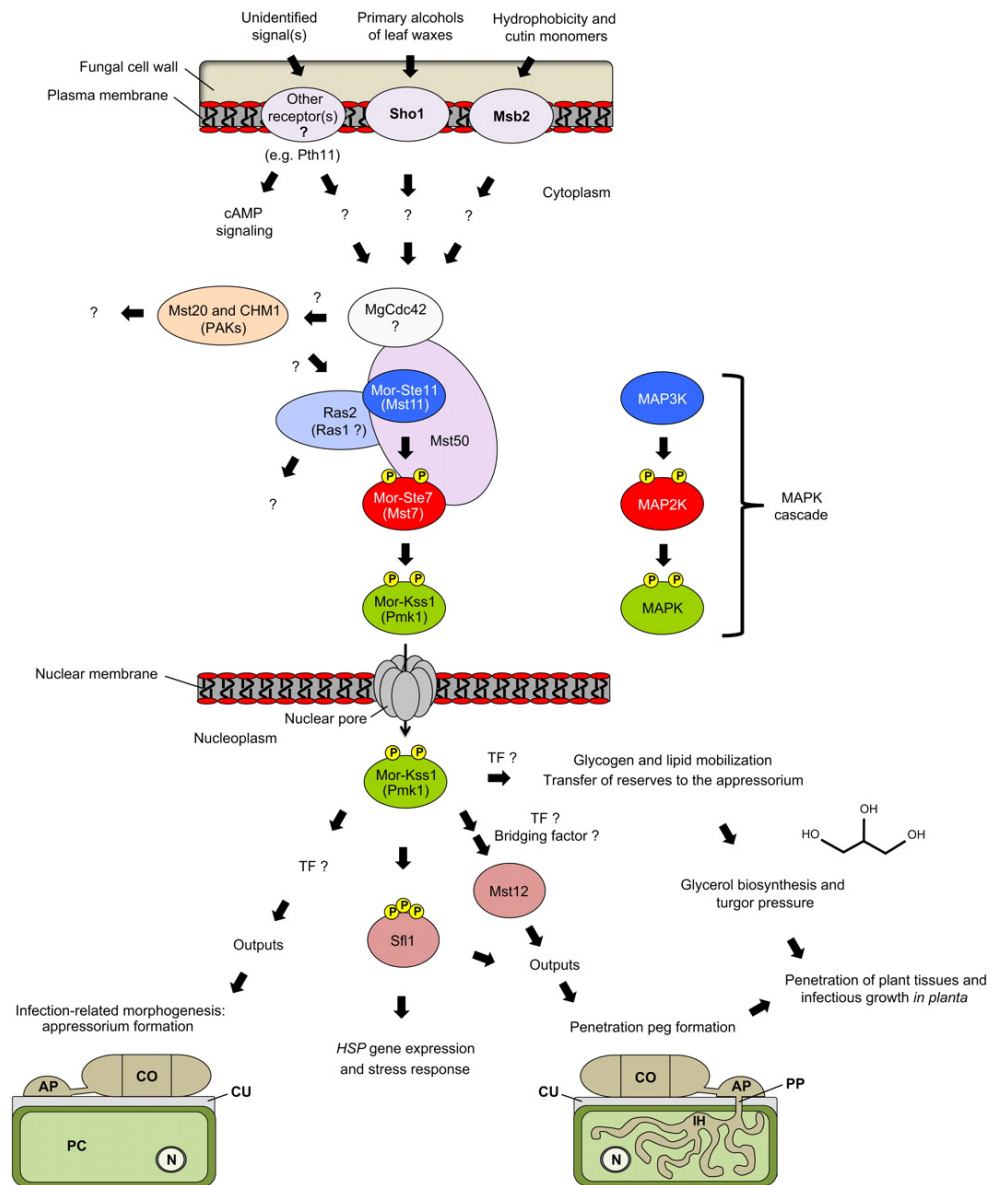 Unidentified
signal(s)
Primary alcohols
of leaf waxes
Hydrophobicity and
cutin monomers
Fungal cell wall
Plasma membrane
Other
receptor(s)
?
Sho1
Msb2
(e.g. Pth11)
Cytoplasm
cAMP
signaling
?
?
?
?
Mst20 and CHM1
(PAKs)
?
MgCdc42
?
?
Mor-Ste11
(Mst11)
MAP3K
Ras2
(Ras1 ?)
Mst50
P P
P P
?
Mor-Ste7
(Mst7)
MAP2K
MAPK
cascade
P P
P P
Mor-Kss1
(Pmk1)
MAPK
Nuclear membrane
Nuclear pore
Nucleoplasm
P P
Mor-Kss1
(Pmk1)
TF ?
Glycogen and lipid mobilization
Transfer of reserves to the appressorium
TF ?
Bridging factor ?
OH
HO
OH
TF ?
Mst12
Glycerol biosynthesis and
turgor pressure
P P P
Sfl1
Outputs
Outputs
Penetration of plant tissues and
infectious growth in planta
Infection-related morphogenesis:
appressorium formation
Penetration peg formation
HSP gene expression
and stress response
AP
CO
CU
PC
N
CO
AP
PP
CU
IH
N